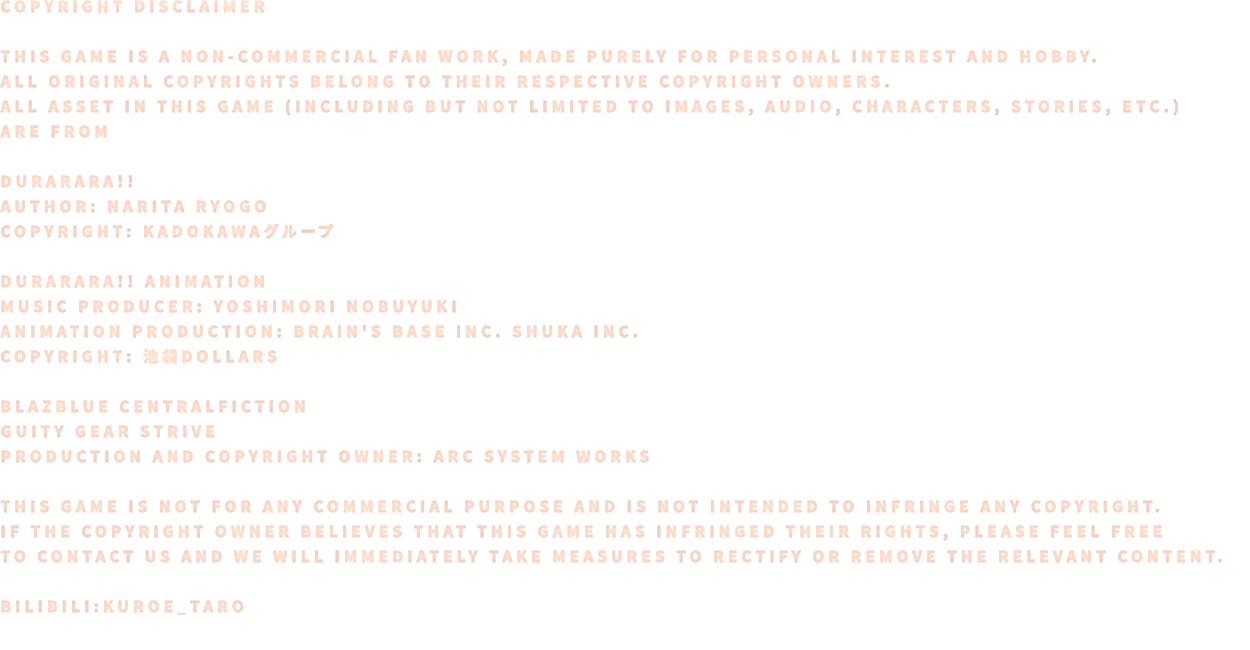 COPYRIGHT DISCLAIMER
THIS GAME IS A NON-COMMERCIAL FAN WORK, MADE PURELY FOR PERSONAL INTEREST AND HOBBY.
ALL ORIGINAL COPYRIGHTS BELONG TO THEIR RESPECTIVE COPYRIGHT OWNERS.
ALL ASSET IN THIS GAME (INCLUDING BUT NOT LIMITED TO IMAGES, AUDIO, CHARACTERS, STORIES, ETC.)
ARE FROM
DURARARA!!
AUTHOR: NARITA RYOGO
COPYRIGHT: KADOKAWAグループ
DURARARA!! ANIMATION
MUSIC PRODUCER: YOSHIMORI NOBUYUKI
ANIMATION PRODUCTION: BRAIN'S BASE INC. SHUKA INC.
COPYRIGHT: 池袋DOLLARS
BLAZBLUE CENTRALFICTION
GUITY GEAR STRIVE
PRODUCTION AND COPYRIGHT OWNER: ARC SYSTEM WORKS
THIS GAME IS NOT FOR ANY COMMERCIAL PURPOSE AND IS NOT INTENDED TO INFRINGE ANY COPYRIGHT.
IF THE COPYRIGHT OWNER BELIEVES THAT THIS GAME HAS INFRINGED THEIR RIGHTS, PLEASE FEEL FREE
TO CONTACT US AND WE WILL IMMEDIATELY TAKE MEASURES TO RECTIFY OR REMOVE THE RELEVANT CONTENT.
BILIBILI:KUROE_TARO